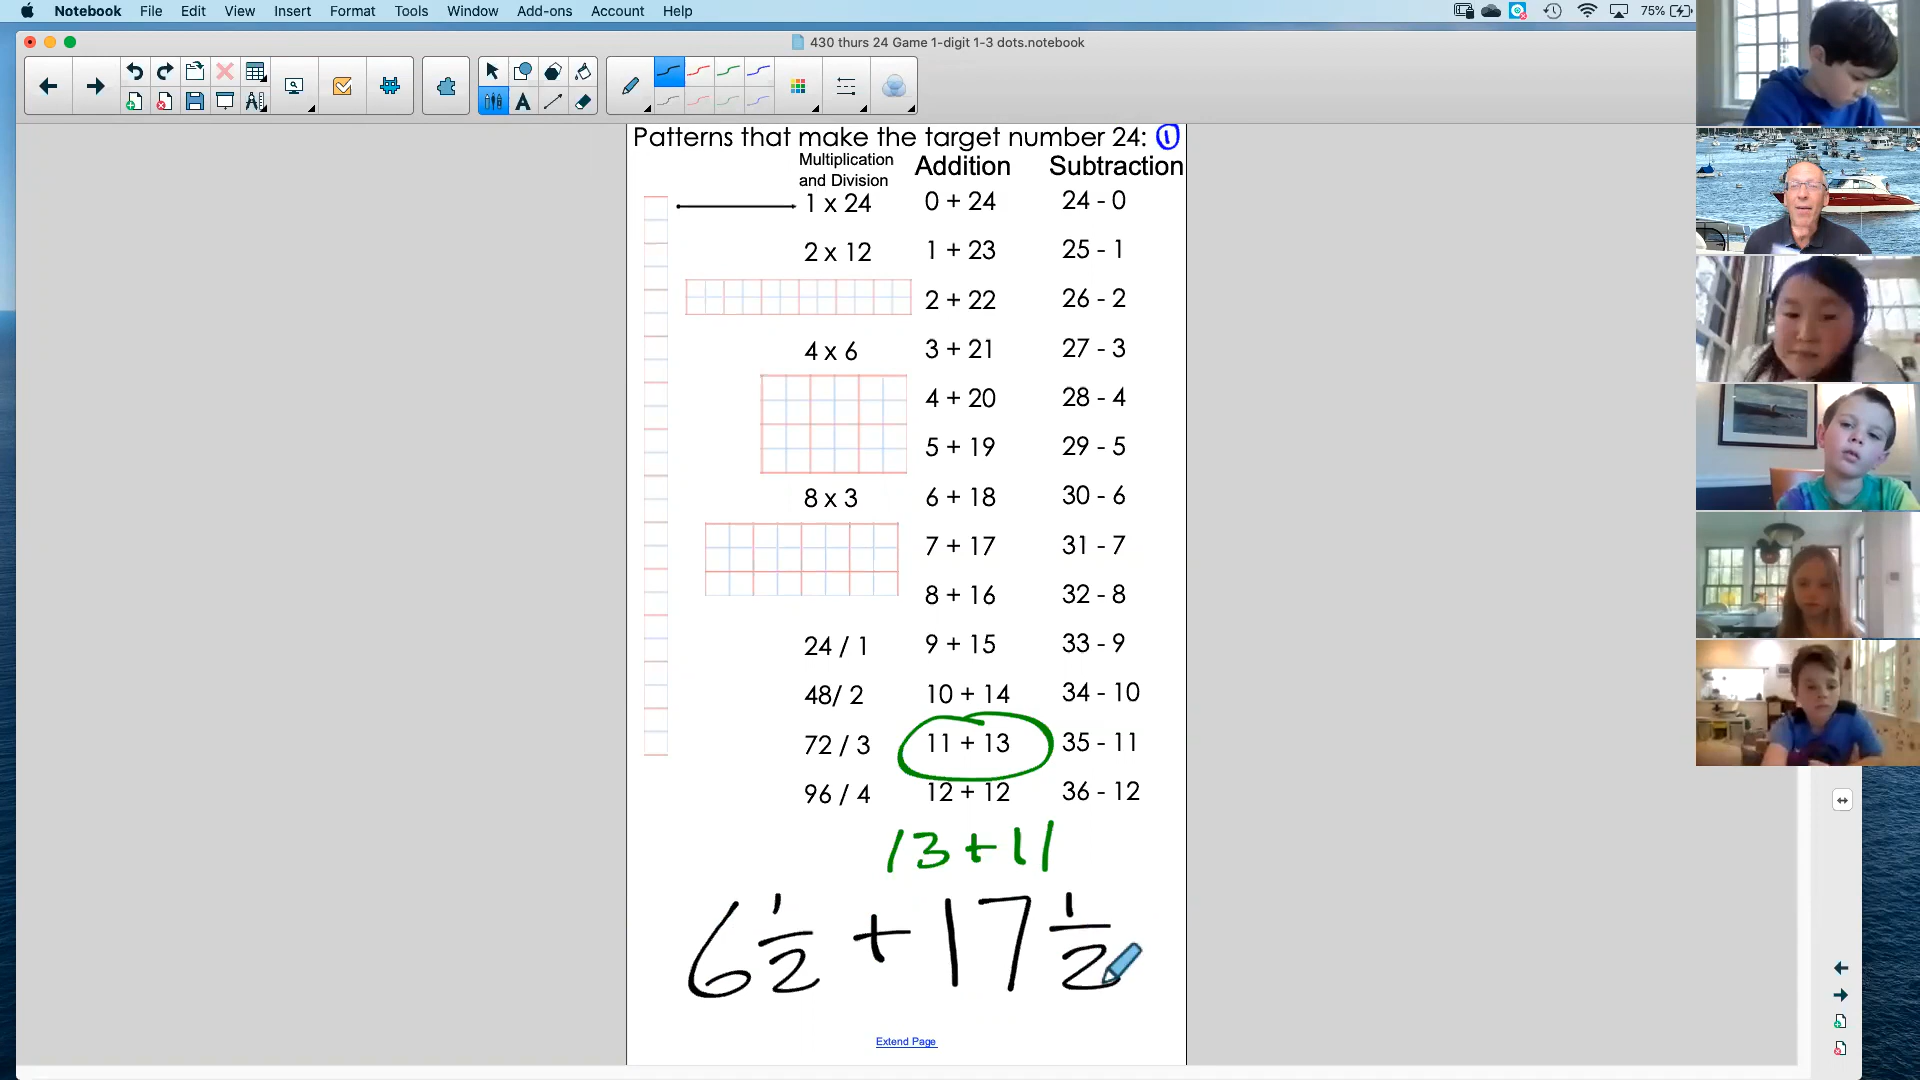 Notebook File Edit View Insert Format Tools Window Add-ons Account Help 75%
430 thurs 24 Game 1-digit 1-3 dots.notebook
Patterns that make the target number 24: 1
Multiplication and Division Addition Subtraction
1 x 24 0 + 24 24 - 0
2 x 12 1 + 23 25 - 1
2 + 22 26 - 2
4 x 6 3 + 21 27 - 3
4 + 20 28 - 4
5 + 19 29 - 5
8 x 3 6 + 18 30 - 6
7 + 17 31 - 7
8 + 16 32 - 8
24 / 1 9 + 15 33 - 9
48/ 2 10 + 14 34 - 10
72 / 3 11 + 13 35 - 11
96 / 4 12 + 12 36 - 12
13 + 11
6 1/2 + 17 1/2
Extend Page